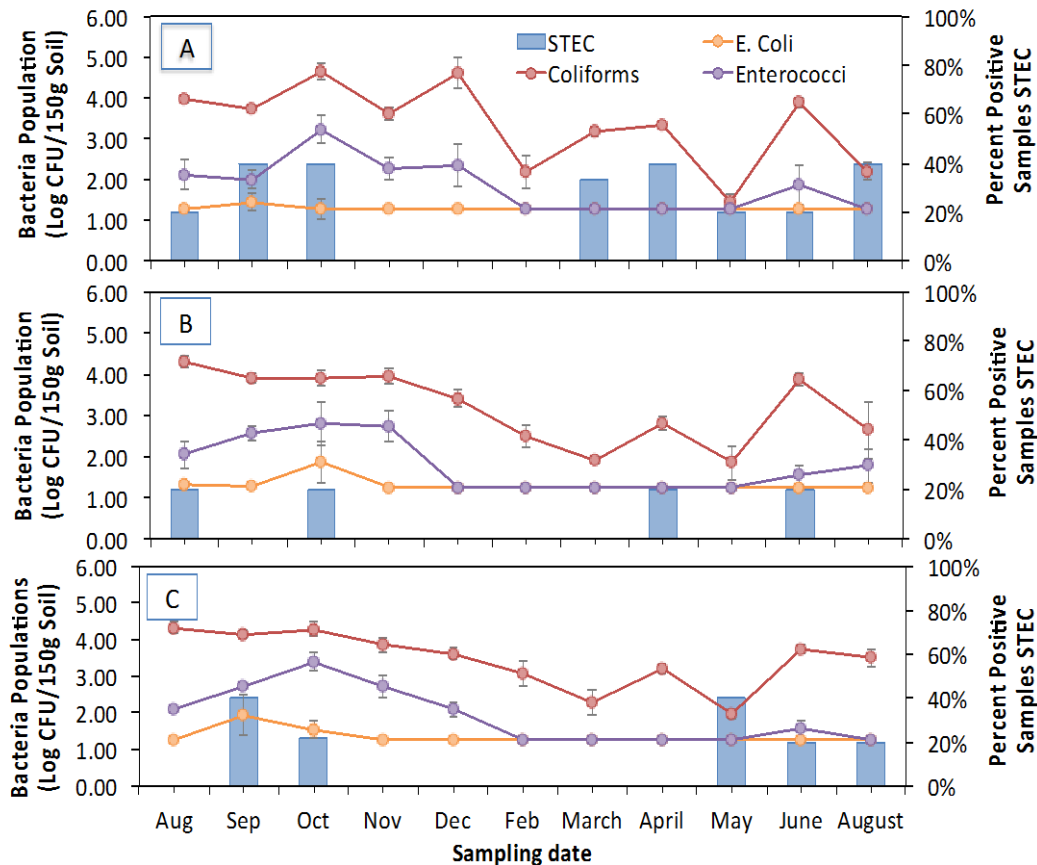 A
STEC
E. Coli
Coliforms
Enterococci
Bacteria Population
(Log CFU/150g Soil)
6.00
5.00
4.00
3.00
2.00
1.00
0.00
100%
80%
60%
40%
20%
0%
Percent Positive
Samples STEC
B
Bacteria Population
(Log CFU/150g Soil)
6.00
5.00
4.00
3.00
2.00
1.00
0.00
100%
80%
60%
40%
20%
0%
Percent Positive
Samples STEC
C
Bacteria Populations
(Log CFU/150g Soil)
6.00
5.00
4.00
3.00
2.00
1.00
0.00
100%
80%
60%
40%
20%
0%
Percent Positive
Samples STEC
Aug Sep Oct Nov Dec Feb March April May June August
Sampling date